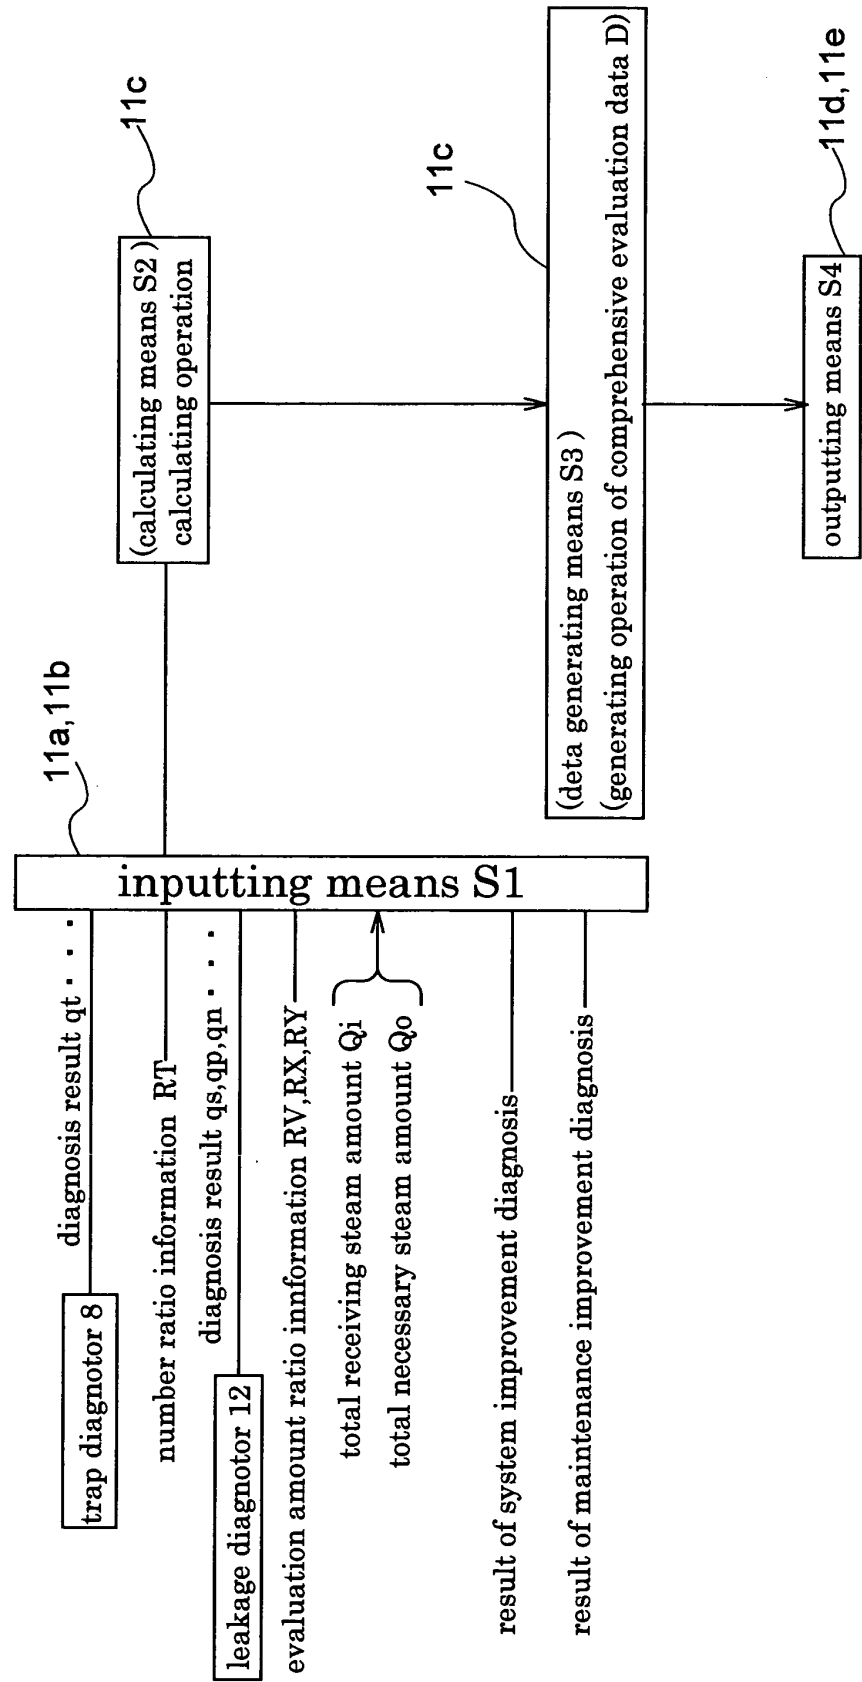 trap diagnotor 8
diagnosis result qt · · ·
number ratio information RT
leakage diagnotor 12
diagnosis result qs,qp,qn · · ·
evaluation amount ratio innformation RV,RX,RY
total receiving steam amount Qi
total necessary steam amount Qo
result of system improvement diagnosis
result of maintenance improvement diagnosis
11a,11b
inputting means S1
11c
(calculating means S2)
calculating operation
11c
(deta generating means S3)
(generating operation of comprehensive evaluation data D)
11d,11e
outputting means S4